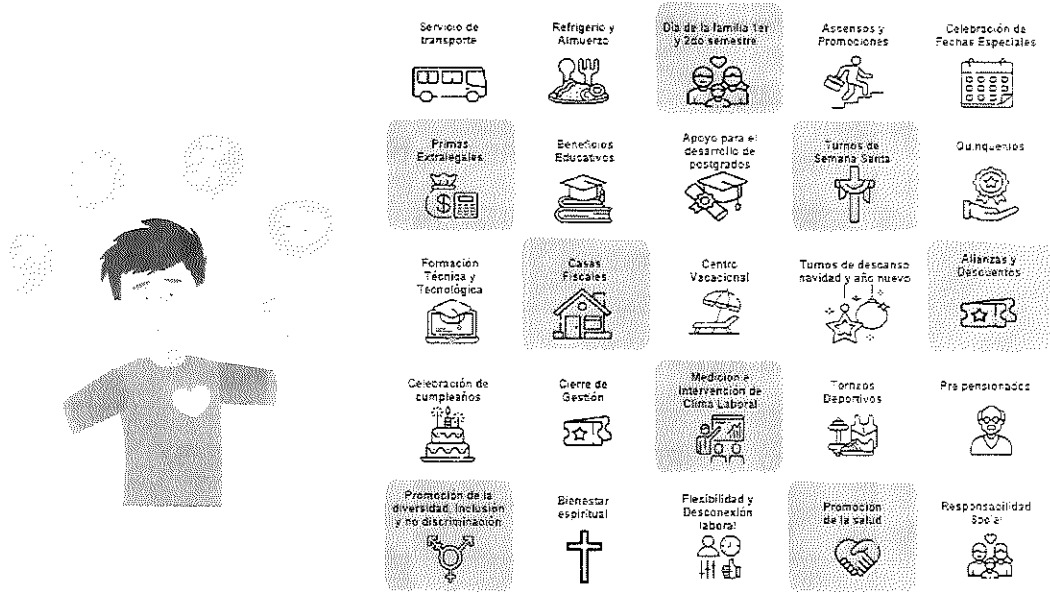 Servicio de
transporte
Refrigerio y
Almuerzo
Día de la familia 1er
y 2do semestre
Ascensos y
Promociones
Celebración de
Fechas Especiales
Primas
Extralegales
Beneficios
Educativos
Apoyo para el
desarrollo de
postgrados
Turnos de
Semana Santa
Quinquenios
Formación
Técnica y
Tecnológica
Casas
Fiscales
Centro
Vacacional
Turnos de descanso
navidad y año nuevo
Alianzas y
Descuentos
Celebración de
cumpleaños
Cierre de
Gestión
Medición e
Intervención de
Clima Laboral
Torneos
Deportivos
Pre pensionados
Promoción de la
diversidad, Inclusión
y no discriminación
Bienestar
espiritual
Flexibilidad y
Desconexión
laboral
Promoción
de la salud
Responsabilidad
Social